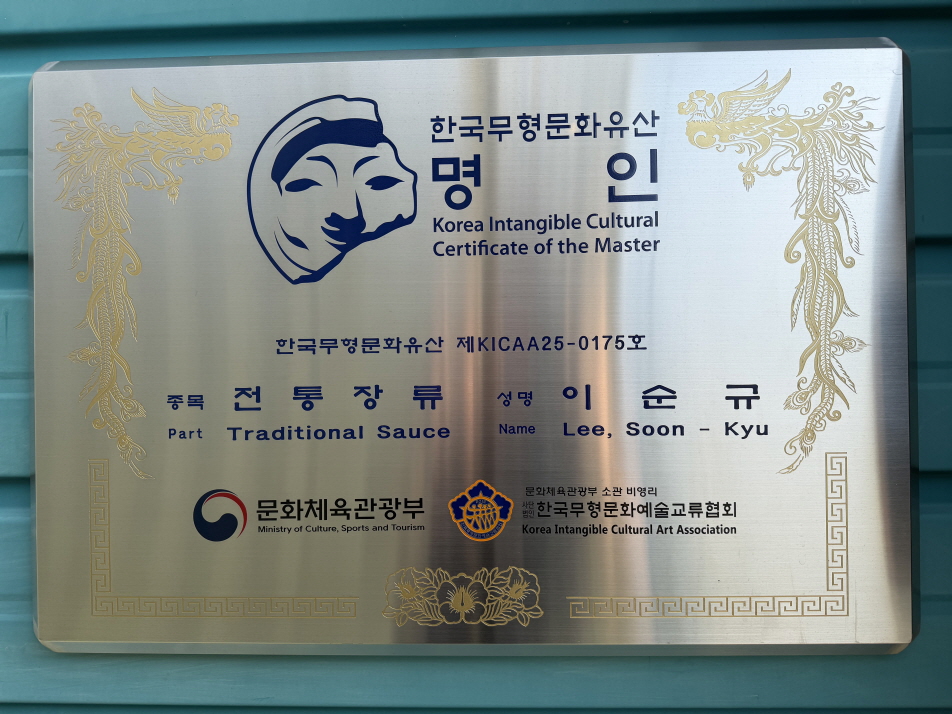 한국무형문화유산
명 인
Korea Intangible Cultural
Certificate of the Master
한국무형문화유산 제KICAA25-0175호
종목 전 통 장 류 성명 이 순 규
Part Traditional Sauce Name Lee, Soon - Kyu
문화체육관광부
Ministry of Culture, Sports and Tourism
문화체육관광부 소관 비영리
사단법인 한국무형문화예술교류협회
Korea Intangible Cultural Art Association